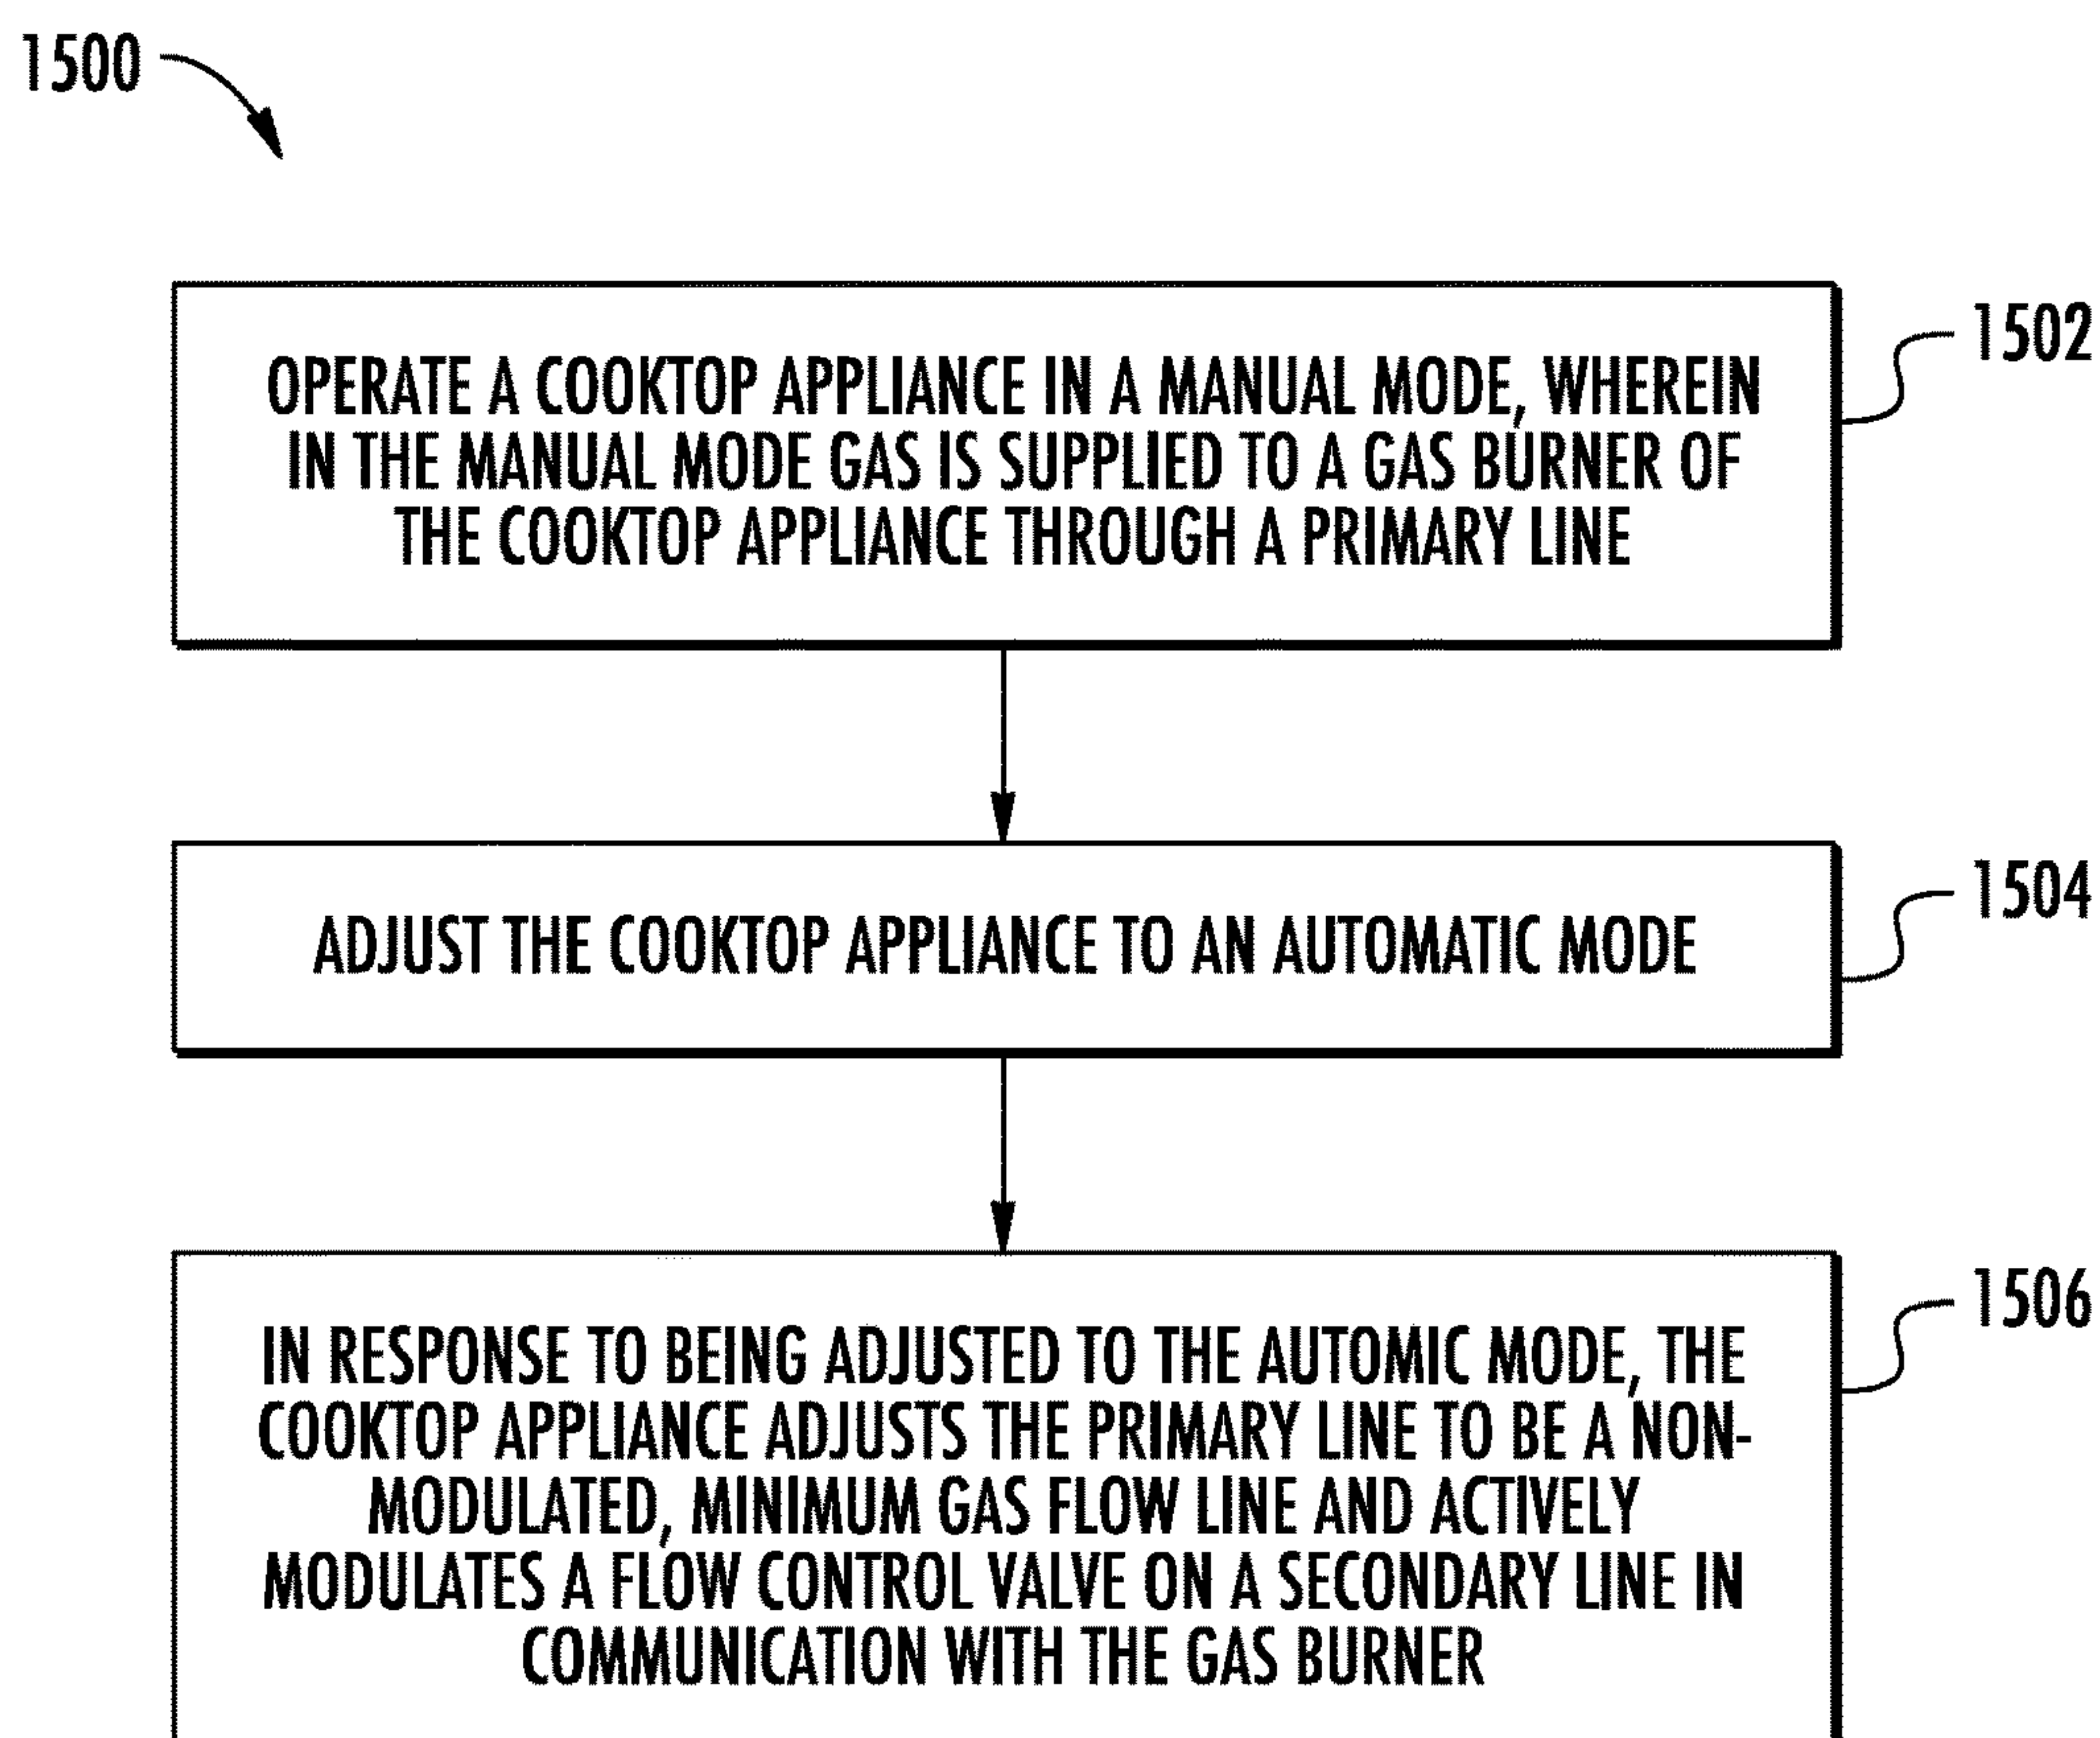 1500
OPERATE A COOKTOP APPLIANCE IN A MANUAL MODE, WHEREIN
IN THE MANUAL MODE GAS IS SUPPLIED TO A GAS BURNER OF
THE COOKTOP APPLIANCE THROUGH A PRIMARY LINE
1502
ADJUST THE COOKTOP APPLIANCE TO AN AUTOMATIC MODE
1504
IN RESPONSE TO BEING ADJUSTED TO THE AUTOMIC MODE, THE
COOKTOP APPLIANCE ADJUSTS THE PRIMARY LINE TO BE A NON-
MODULATED, MINIMUM GAS FLOW LINE AND ACTIVELY
MODULATES A FLOW CONTROL VALVE ON A SECONDARY LINE IN
COMMUNICATION WITH THE GAS BURNER
1506